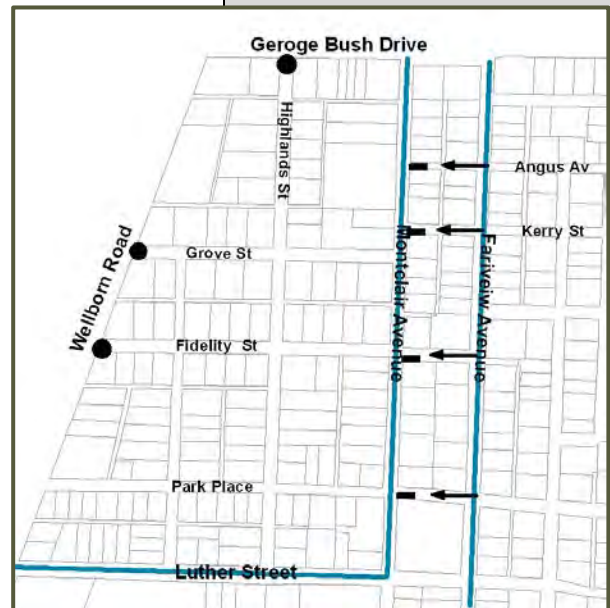 Geroge Bush Drive
Highlands St
Angus Av
Kerry St
Grove St
Wellborn Road
Montclair Avenue
Fariveiw Avenue
Fidelity St
Park Place
Luther Street